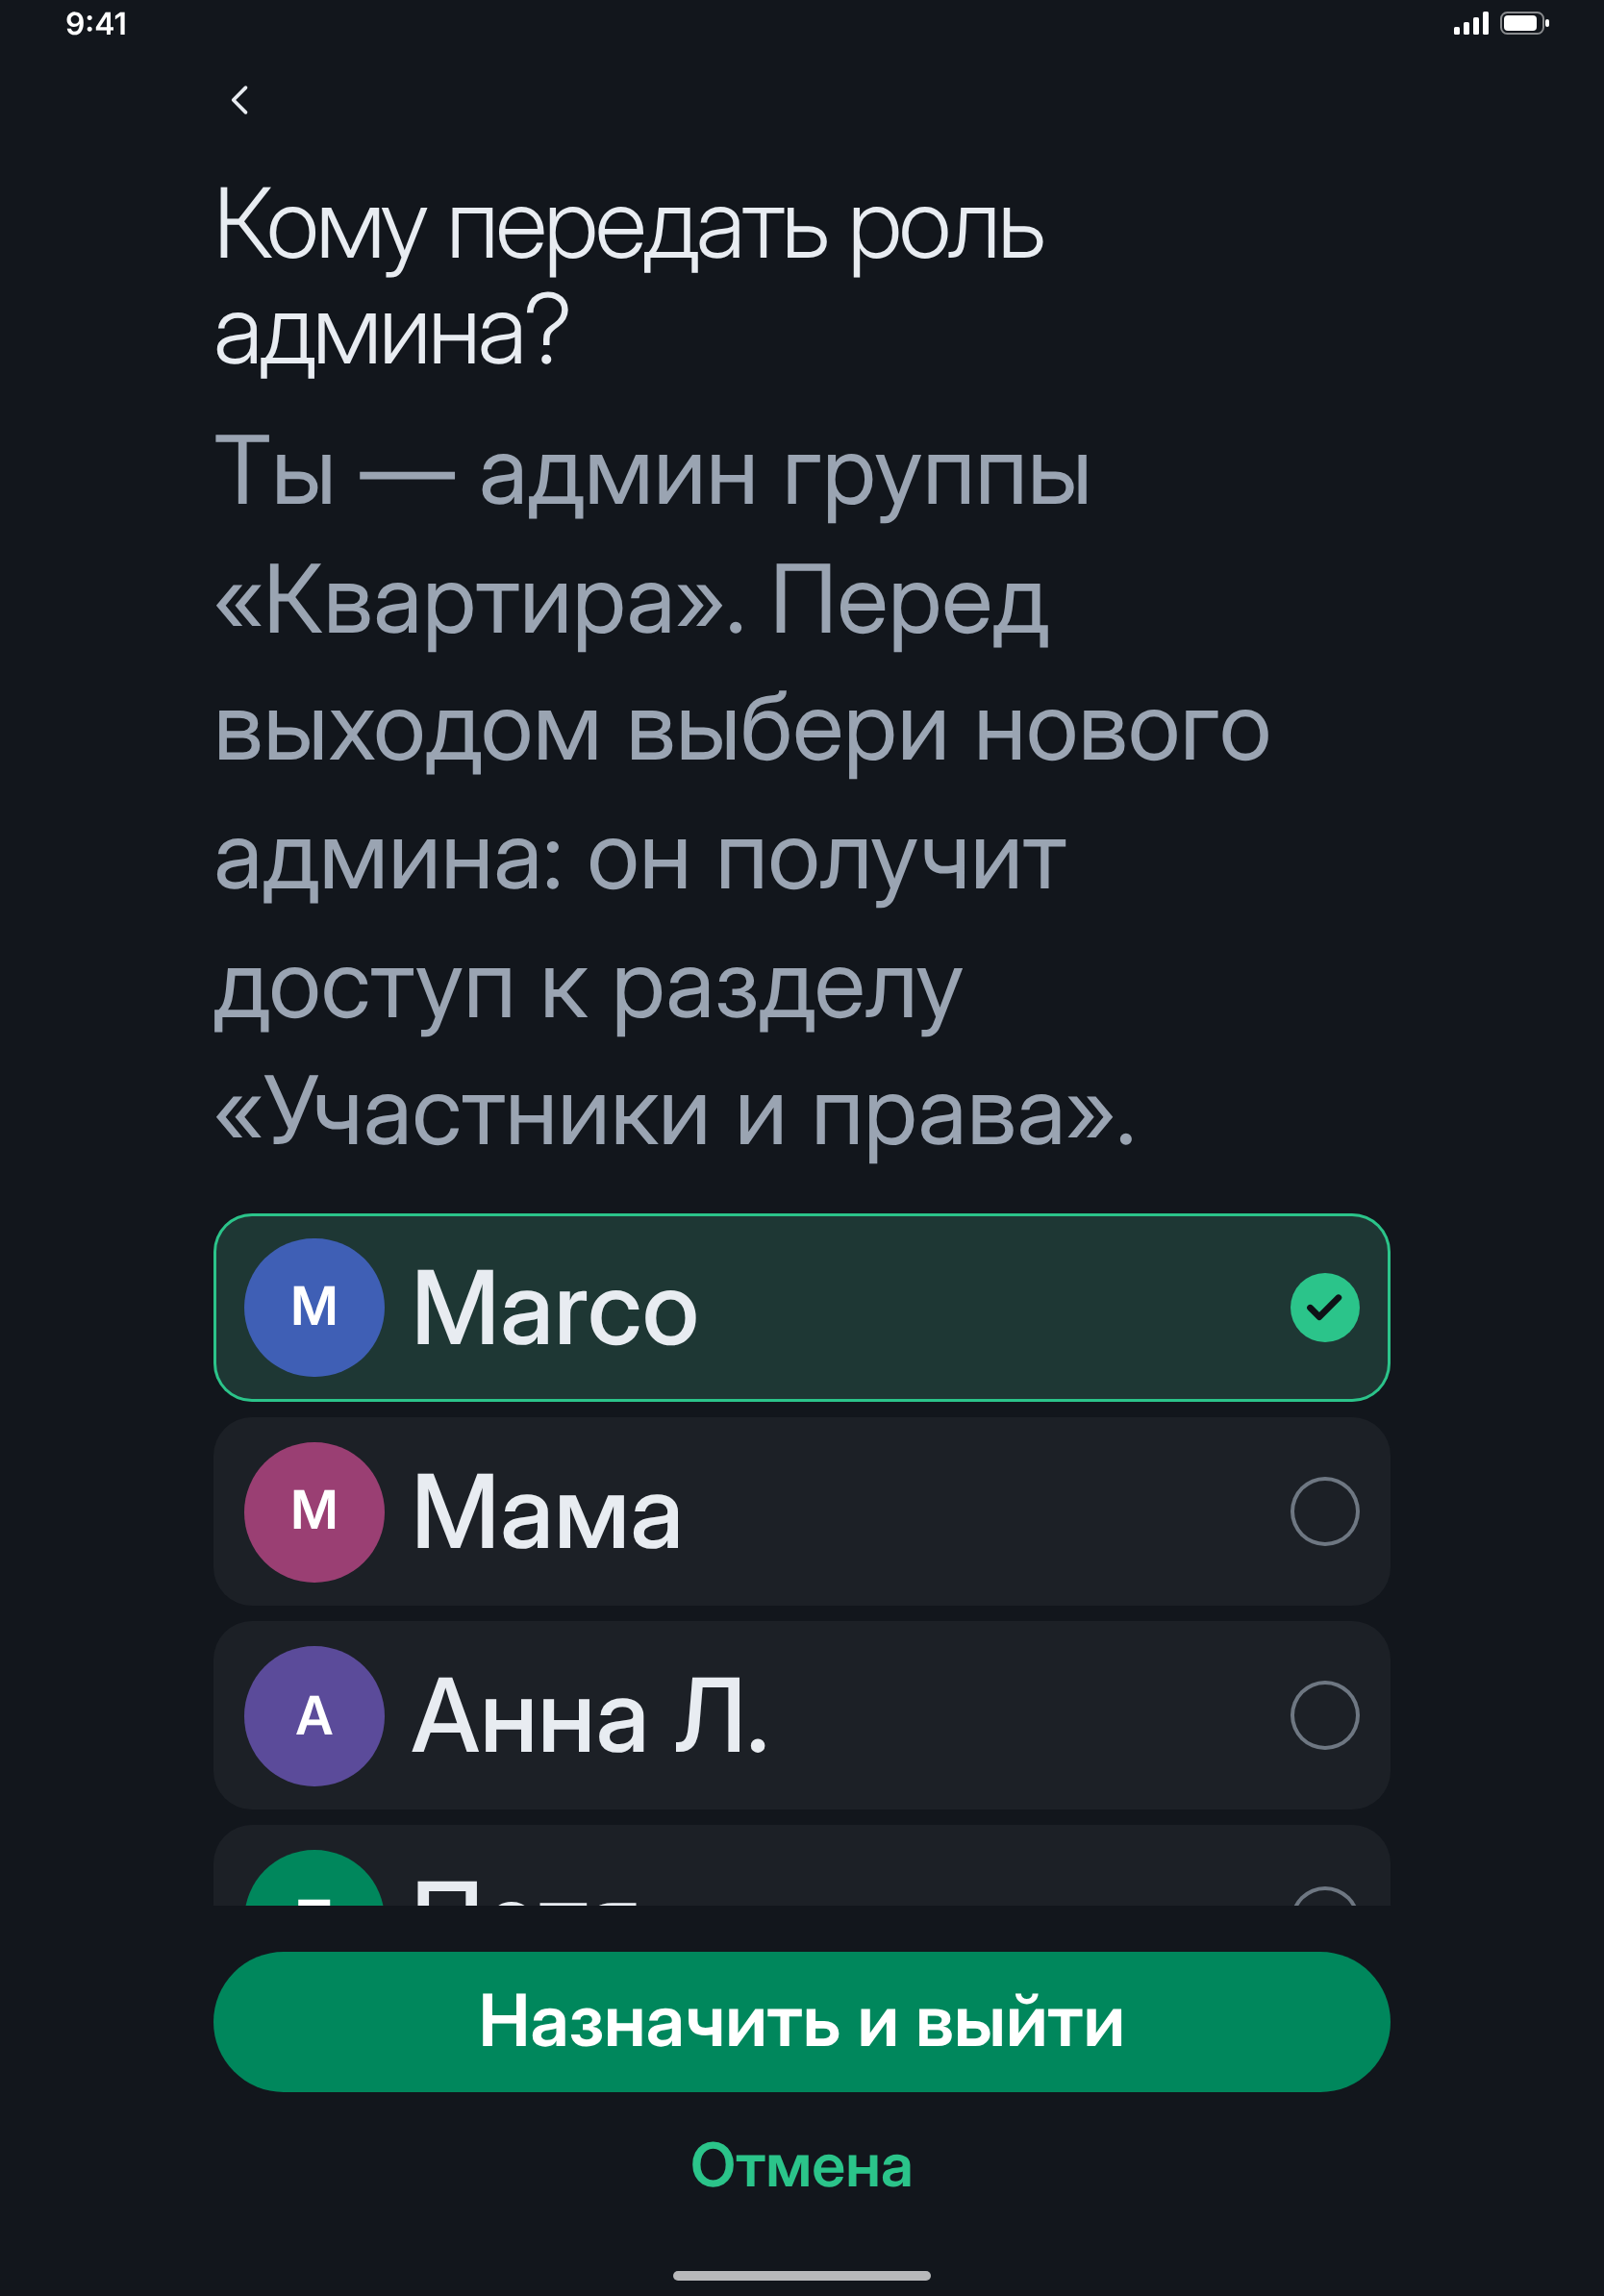 9:41
Кому передать роль
админа?
Ты — админ группы
«Квартира». Перед
выходом выбери нового
админа: он получит
доступ к разделу
«Участники и права».
M
Marco
М
Мама
А
Анна Л.
Назначить и выйти
Отмена